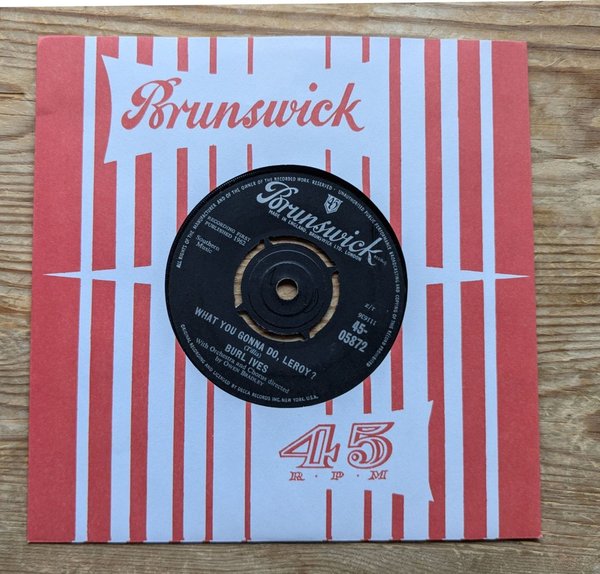 Brunswick
ALL RIGHTS OF THE MANUFACTURER AND OF THE OWNER OF THE RECORDED WORK RESERVED · UNAUTHORISED PUBLIC PERFORMANCE BROADCASTING AND COPYING OF THIS RECORD PROHIBITED
45
Brunswick
MADE IN ENGLAND, BRUNSWICK LTD, LONDON
RECORDING FIRST
PUBLISHED 1962
Southern
Music
45-
05872
WHAT YOU GONNA DO, LEROY?
BURL IVES
With Orchestra and Chorus directed
by OWEN BRADLEY
ORIGINAL RECORDING AND LICENSED BY DECCA RECORDS INC. NEW YORK. U.S.A.
45
R·P·M